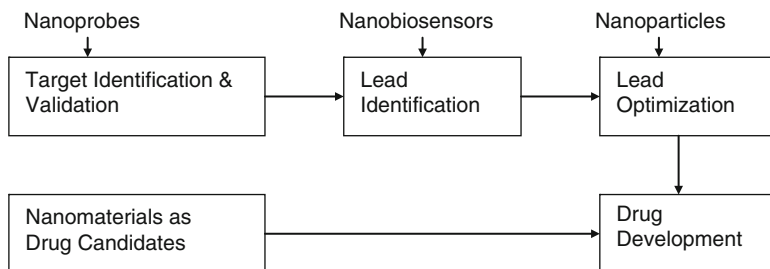 Nanoprobes
Nanobiosensors
Nanoparticles
Target Identification &
Validation
Lead
Identification
Lead
Optimization
Nanomaterials as
Drug Candidates
Drug
Development